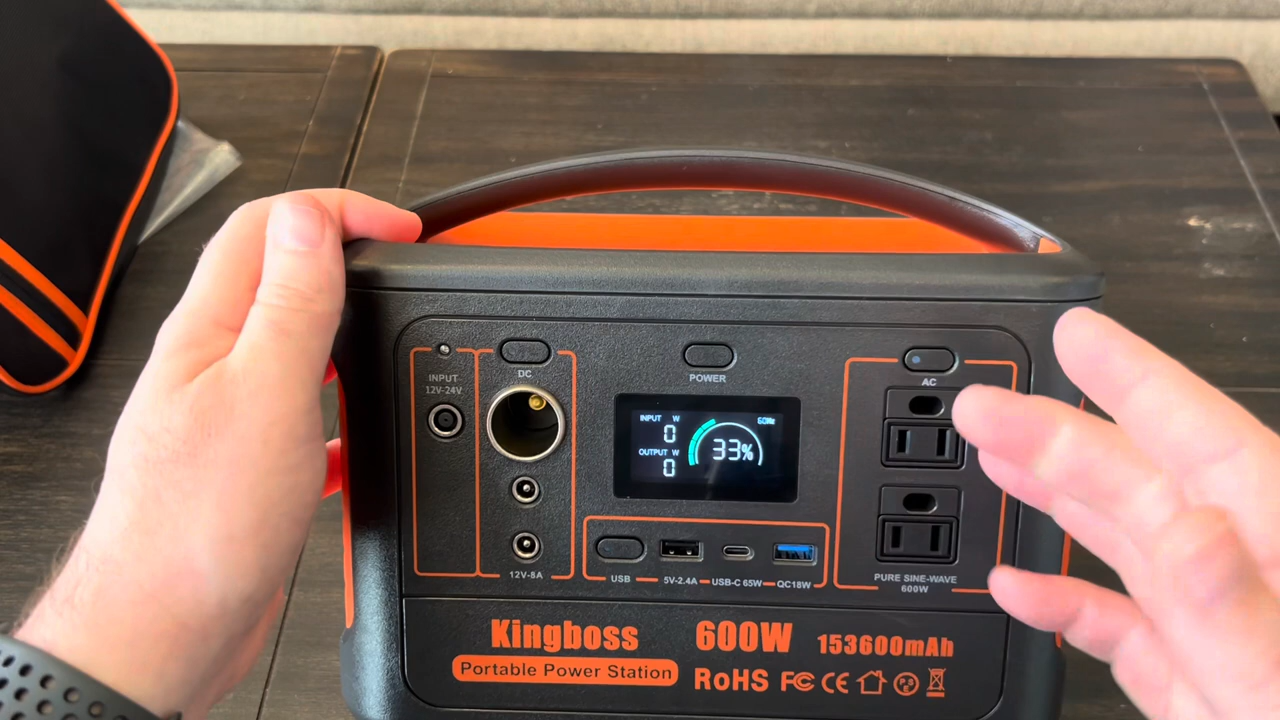 INPUT
12V-24V
DC
POWER
AC
INPUT W
0
OUTPUT W
0
33%
60Hz
12V-8A
USB
5V-2.4A
USB-C 65W
QC18W
PURE SINE-WAVE
600W
Kingboss
Portable Power Station
600W
153600mAh
RoHS FC CE